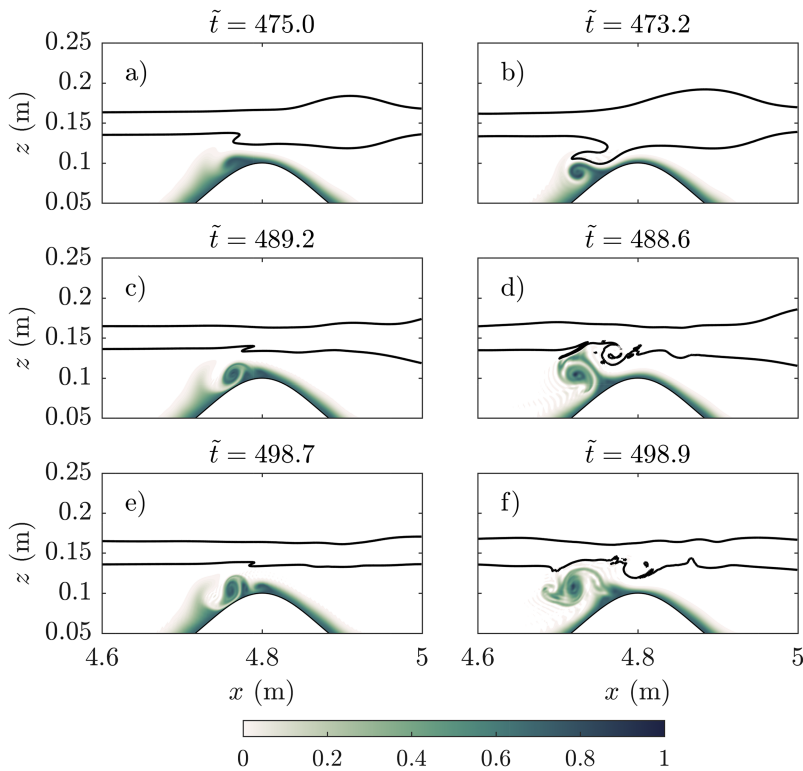 t̃ = 475.0 t̃ = 473.2
0.25
0.2
0.15
0.1
0.05
z (m)
a) b)
t̃ = 489.2 t̃ = 488.6
0.25
0.2
0.15
0.1
0.05
z (m)
c) d)
t̃ = 498.7 t̃ = 498.9
0.25
0.2
0.15
0.1
0.05
z (m)
e) f)
4.6 4.8 5 4.6 4.8 5
x (m) x (m)
0 0.2 0.4 0.6 0.8 1